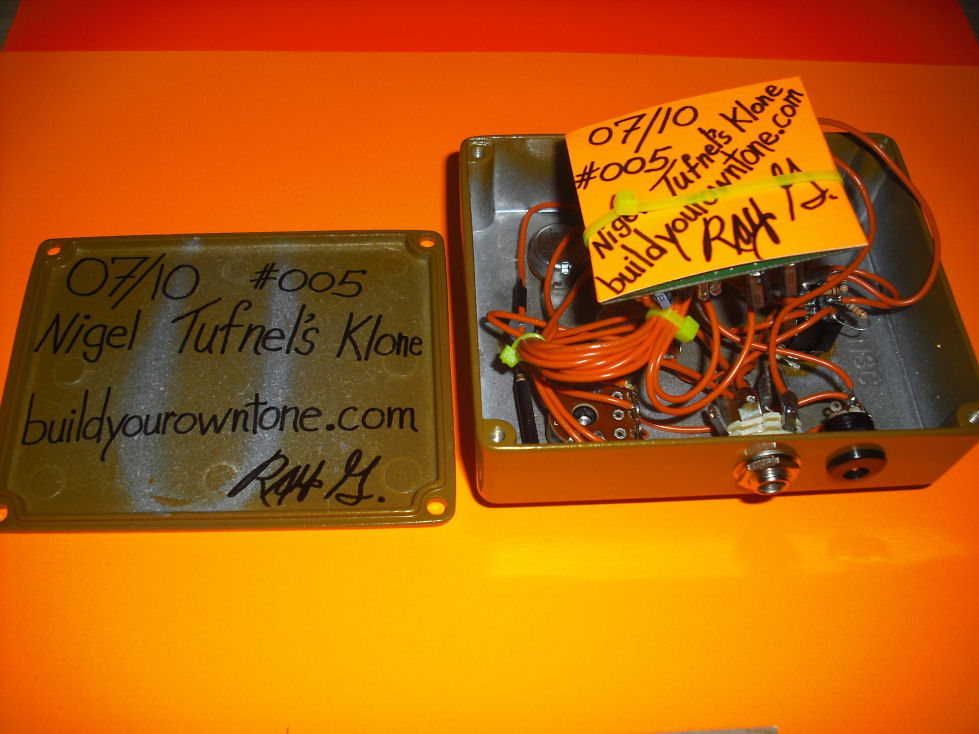 07/10 #005
Nigel Tufnel's Klone
buildyourowntone.com
Ray G.
07/10
#005
Nigel Tufnel's Klone
buildyourowntone.com
Ray G.